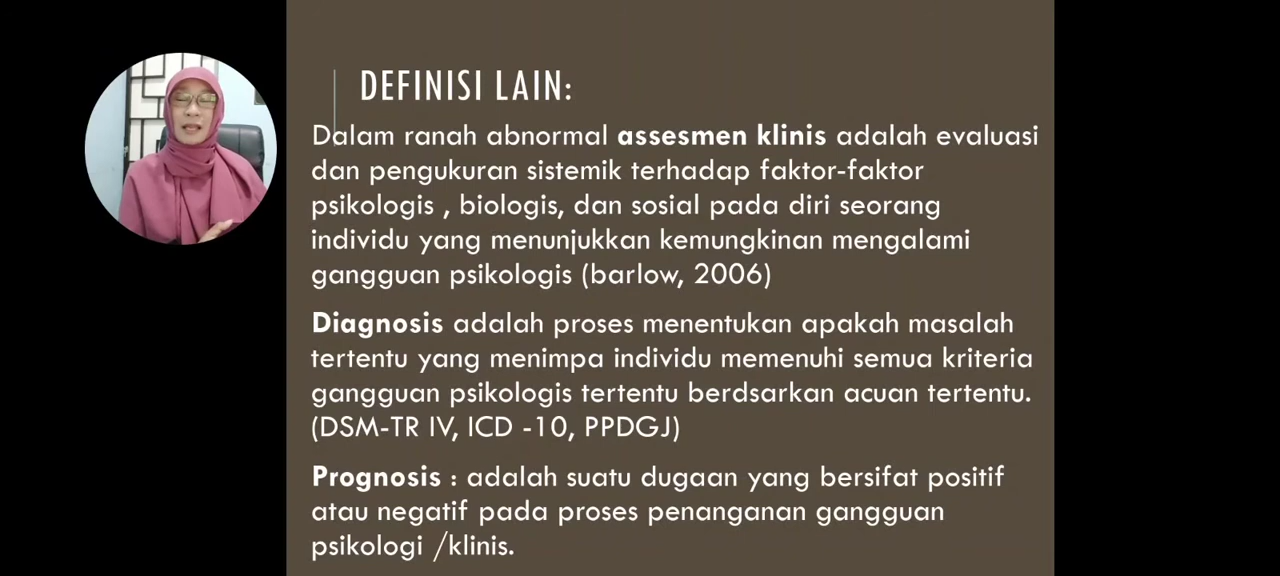 DEFINISI LAIN:
Dalam ranah abnormal assesmen klinis adalah evaluasi
dan pengukuran sistemik terhadap faktor-faktor
psikologis , biologis, dan sosial pada diri seorang
individu yang menunjukkan kemungkinan mengalami
gangguan psikologis (barlow, 2006)
Diagnosis adalah proses menentukan apakah masalah
tertentu yang menimpa individu memenuhi semua kriteria
gangguan psikologis tertentu berdsarkan acuan tertentu.
(DSM-TR IV, ICD -10, PPDGJ)
Prognosis : adalah suatu dugaan yang bersifat positif
atau negatif pada proses penanganan gangguan
psikologi /klinis.